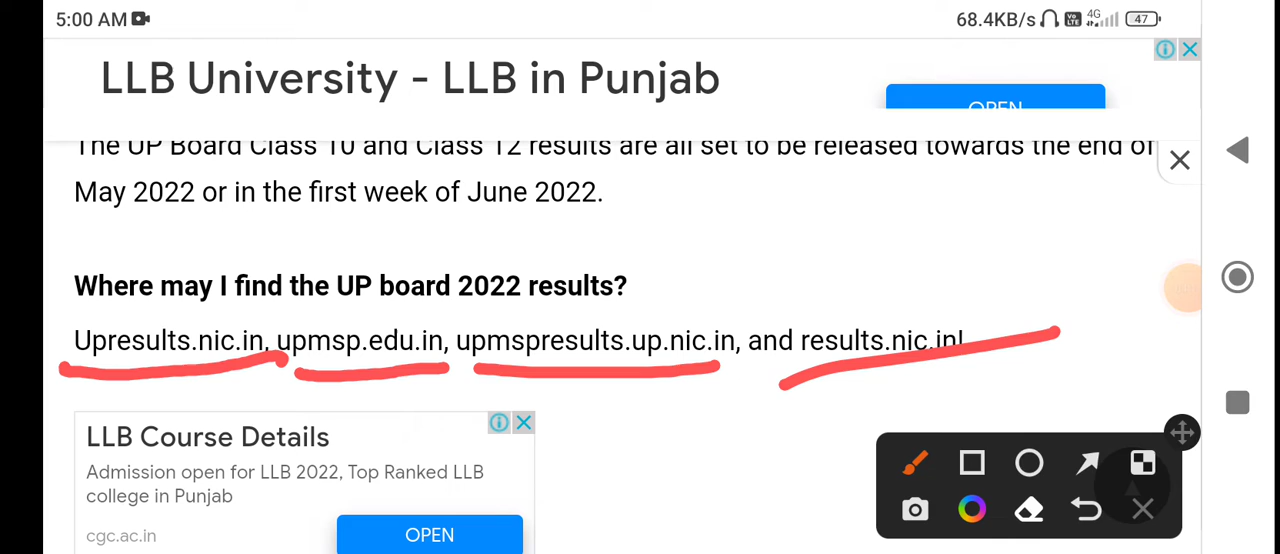 5:00 AM 68.4KB/s Vo LTE 4G 47
LLB University - LLB in Punjab
OPEN
The UP Board Class 10 and Class 12 results are all set to be released towards the end of
May 2022 or in the first week of June 2022.
Where may I find the UP board 2022 results?
Upresults.nic.in, upmsp.edu.in, upmspresults.up.nic.in, and results.nic.in!
LLB Course Details
Admission open for LLB 2022, Top Ranked LLB
college in Punjab
cgc.ac.in OPEN